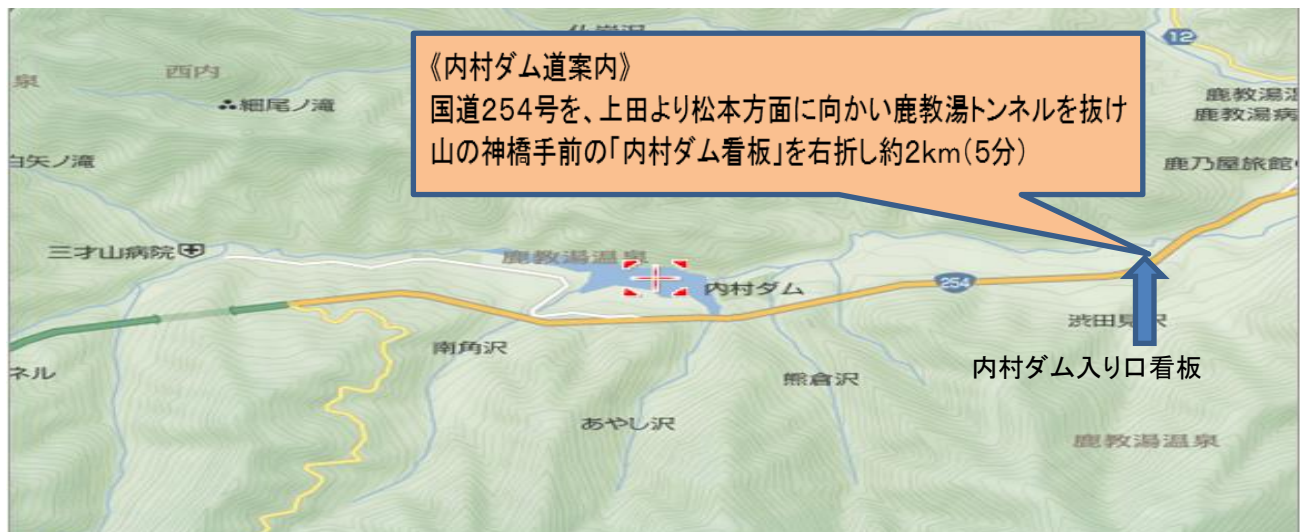 12
西内
泉
細尾ノ滝
《内村ダム道案内》
国道254号を、上田より松本方面に向かい鹿教湯トンネルを抜け
山の神橋手前の「内村ダム看板」を右折し約2km(5分)
鹿教湯温
鹿教湯病
白矢ノ滝
鹿乃屋旅館
三才山病院
鹿教湯温泉
内村ダム
254
渋田見沢
南角沢
ネル
熊倉沢
内村ダム入り口看板
あやし沢
鹿教湯温泉